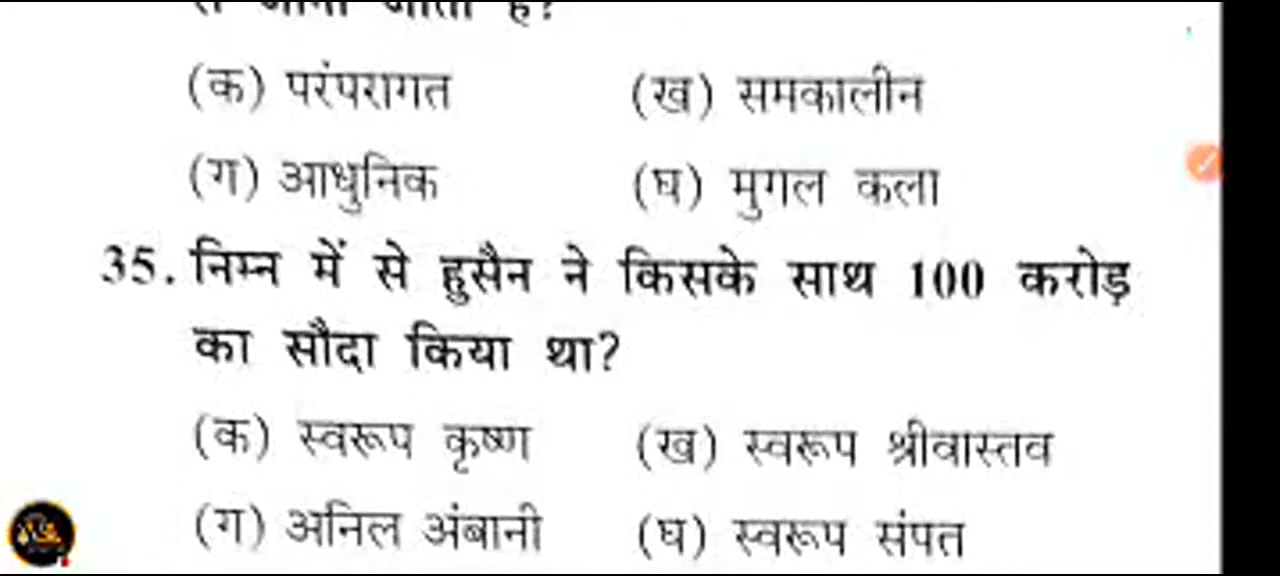 (क) परंपरागत (ख) समकालीन
(ग) आधुनिक (घ) मुगल कला
35. निम्न में से हुसैन ने किसके साथ 100 करोड़
का सौदा किया था?
(क) स्वरूप कृष्ण (ख) स्वरूप श्रीवास्तव
(ग) अनिल अंबानी (घ) स्वरूप संपत